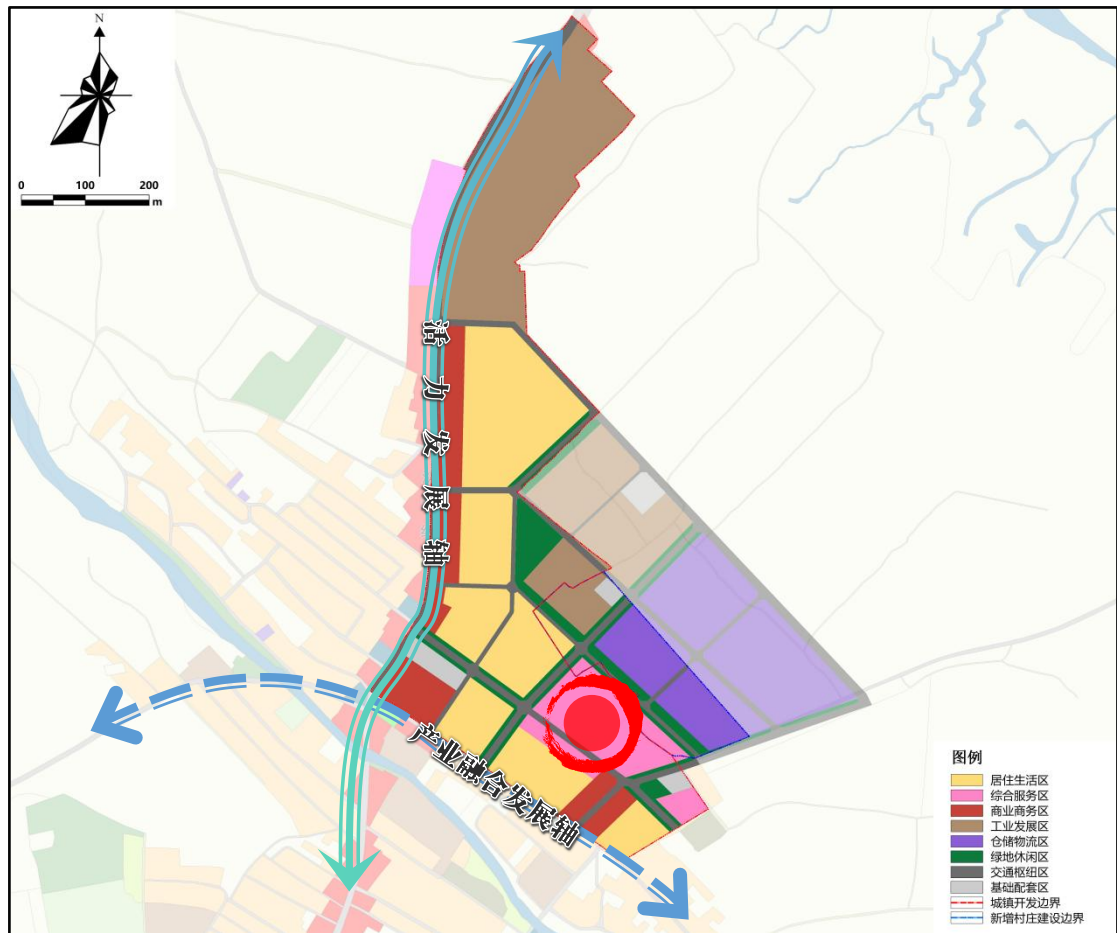 N
0 100 200
m
活力发展轴
产业融合发展轴
图例
居住生活区
综合服务区
商业商务区
工业发展区
仓储物流区
绿地休闲区
交通枢纽区
基础配套区
城镇开发边界
新增村庄建设边界